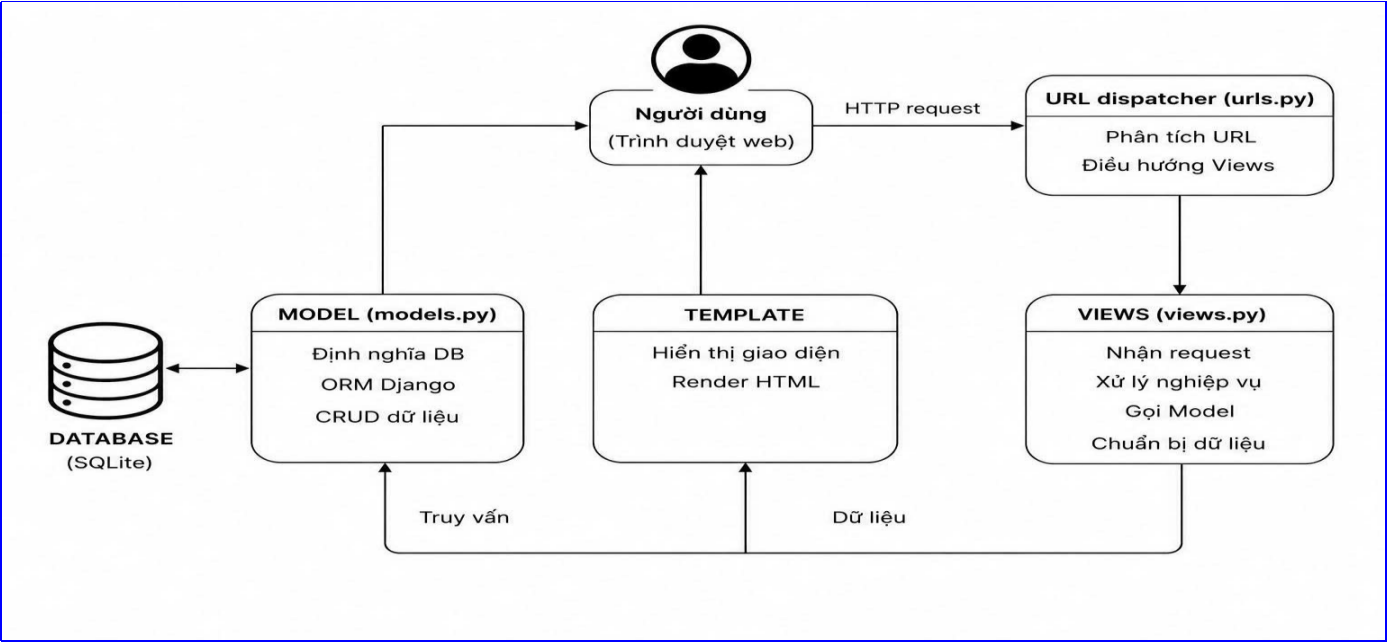 Người dùng
(Trình duyệt web)
HTTP request
URL dispatcher (urls.py)
Phân tích URL
Điều hướng Views
MODEL (models.py)
Định nghĩa DB
ORM Django
CRUD dữ liệu
TEMPLATE
Hiển thị giao diện
Render HTML
VIEWS (views.py)
Nhận request
Xử lý nghiệp vụ
Gọi Model
Chuẩn bị dữ liệu
DATABASE
(SQLite)
Truy vấn
Dữ liệu